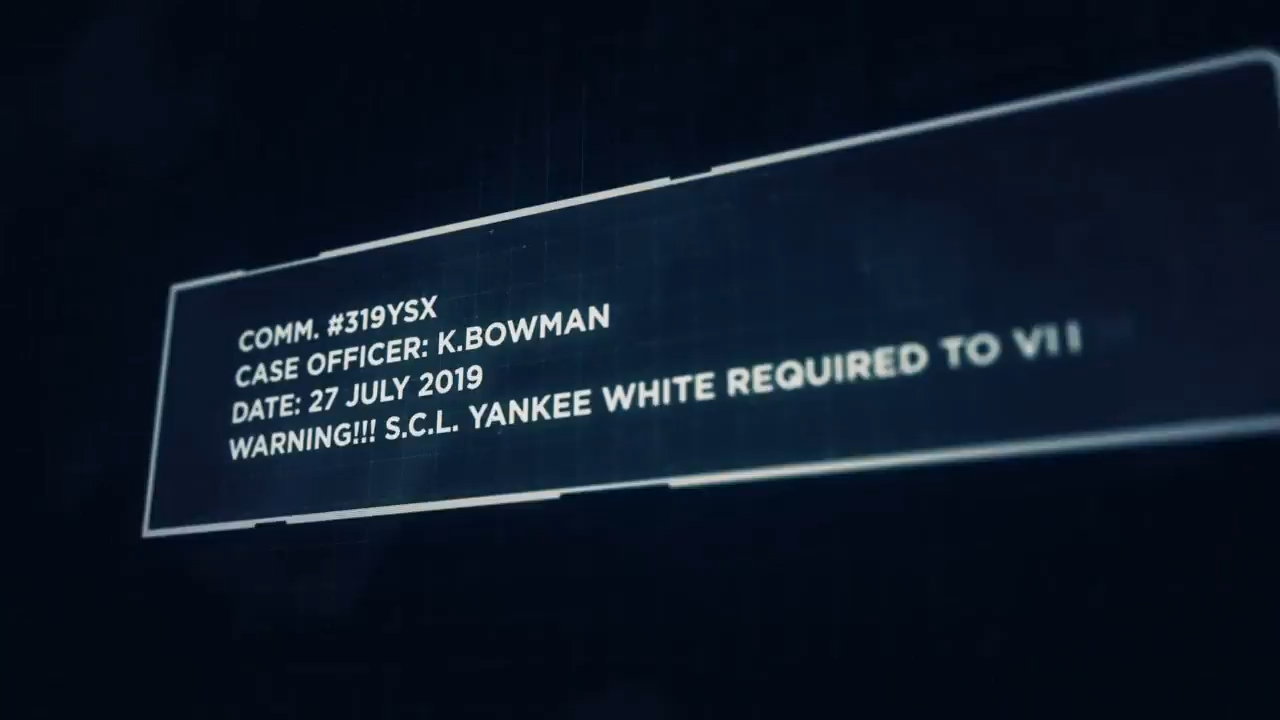 COMM. #319YSX
CASE OFFICER: K.BOWMAN
DATE: 27 JULY 2019
WARNING!!! S.C.L. YANKEE WHITE REQUIRED TO